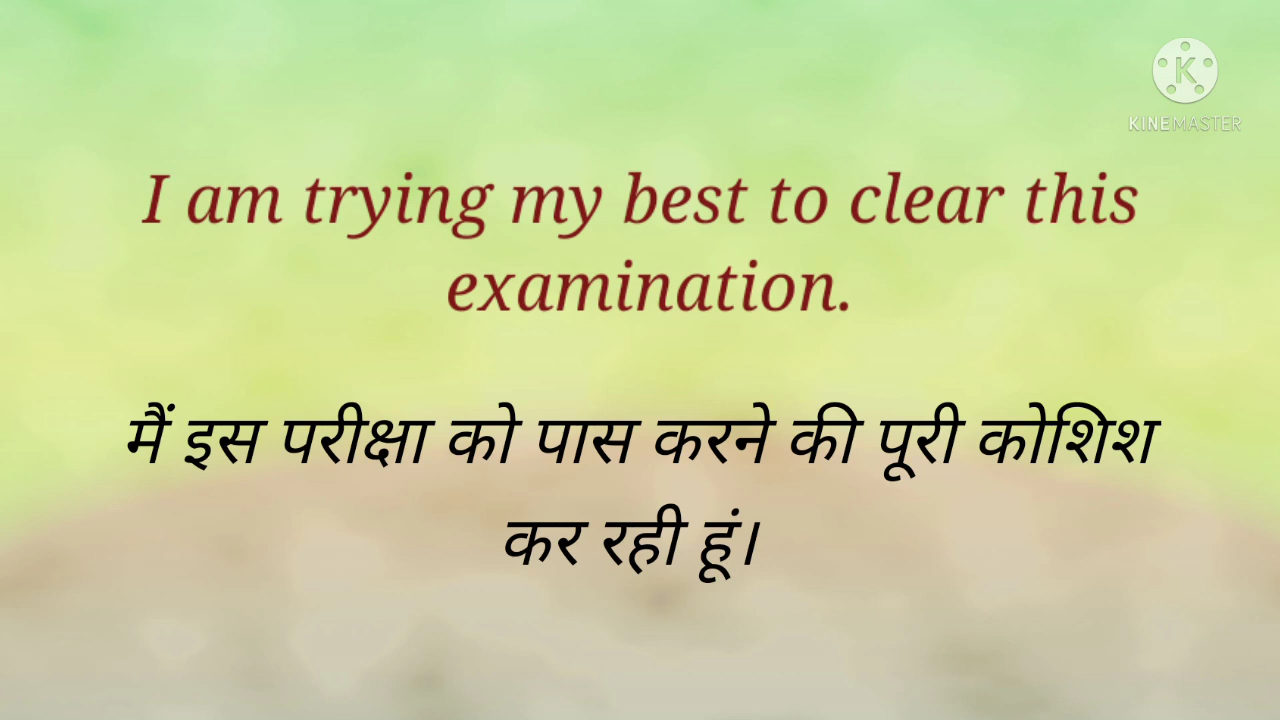 KINEMASTER
I am trying my best to clear this
examination.
मैं इस परीक्षा को पास करने की पूरी कोशिश
कर रही हूं।